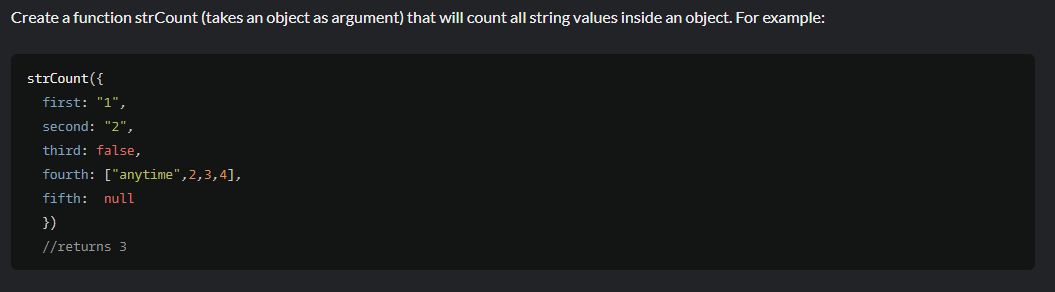 Create a function strCount (takes an object as argument) that will count all string values inside an object. For example:
strCount({
  first: "1",
  second: "2",
  third: false,
  fourth: ["anytime",2,3,4],
  fifth:  null
  })
  //returns 3